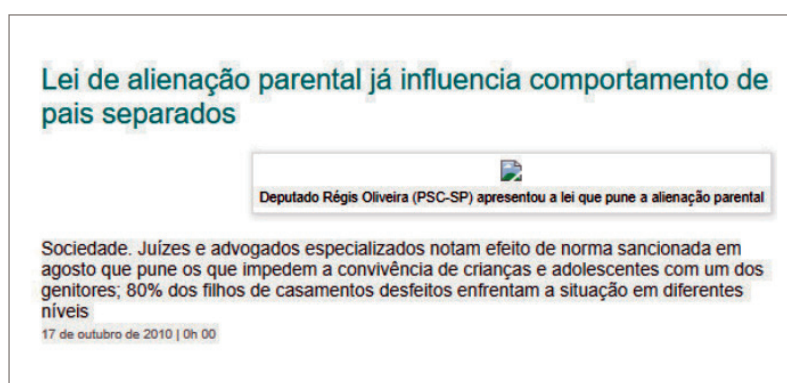 Lei de alienação parental já influencia comportamento de
pais separados
Deputado Régis Oliveira (PSC-SP) apresentou a lei que pune a alienação parental
Sociedade. Juízes e advogados especializados notam efeito de norma sancionada em
agosto que pune os que impedem a convivência de crianças e adolescentes com um dos
genitores; 80% dos filhos de casamentos desfeitos enfrentam a situação em diferentes
níveis
17 de outubro de 2010 | 0h 00